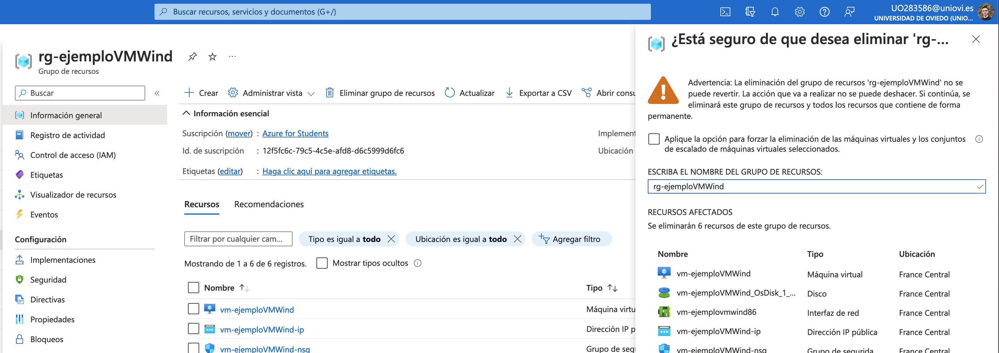 Buscar recursos, servicios y documentos (G+/)
UO283586@uniovi.es
UNIVERSIDAD DE OVIEDO (UNIO...
rg-ejemploVMWind
Grupo de recursos
Buscar
Información general
Registro de actividad
Control de acceso (IAM)
Etiquetas
Visualizador de recursos
Eventos
Configuración
Implementaciones
Seguridad
Directivas
Propiedades
Bloqueos
Crear Administrar vista Eliminar grupo de recursos Actualizar Exportar a CSV Abrir consu
Información esencial
Suscripción (mover) : Azure for Students Implement
Id. de suscripción : 12f5fc6c-79c5-4c5e-afd8-d6c5999d6fc6 Ubicación
Etiquetas (editar) : Haga clic aquí para agregar etiquetas.
Recursos Recomendaciones
Filtrar por cualquier cam... Tipo es igual a todo Ubicación es igual a todo Agregar filtro
Mostrando de 1 a 6 de 6 registros. Mostrar tipos ocultos
Nombre Tipo
vm-ejemploVMWind Máquina virtu
vm-ejemploVMWind-ip Dirección IP p
vm-ejemploVMWind-nsg Grupo de segu
¿Está seguro de que desea eliminar 'rg-...
Advertencia: La eliminación del grupo de recursos 'rg-ejemploVMWind' no se
puede revertir. La acción que va a realizar no se puede deshacer. Si continúa, se
eliminará este grupo de recursos y todos los recursos que contiene de forma
permanente.
Aplique la opción para forzar la eliminación de las máquinas virtuales y los conjuntos
de escalado de máquinas virtuales seleccionados.
ESCRIBA EL NOMBRE DEL GRUPO DE RECURSOS:
rg-ejemploVMWind
RECURSOS AFECTADOS
Se eliminarán 6 recursos de este grupo de recursos.
Nombre Tipo Ubicación
vm-ejemploVMWind Máquina virtual France Central
vm-ejemploVMWind_OsDisk_1_... Disco France Central
vm-ejemplovmwind86 Interfaz de red France Central
vm-ejemploVMWind-ip Dirección IP pública France Central
vm-ejemploVMWind-nsg Grupo de segurida France Central